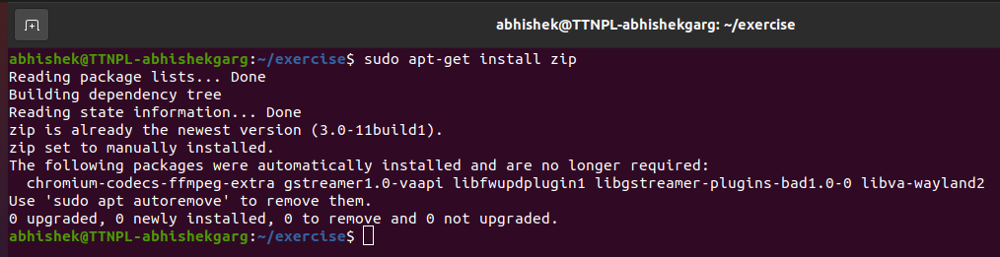 abhishek@TTNPL-abhishekgarg: ~/exercise
abhishek@TTNPL-abhishekgarg:~/exercise$ sudo apt-get install zip
Reading package lists... Done
Building dependency tree
Reading state information... Done
zip is already the newest version (3.0-11build1).
zip set to manually installed.
The following packages were automatically installed and are no longer required:
  chromium-codecs-ffmpeg-extra gstreamer1.0-vaapi libfwupdplugin1 libgstreamer-plugins-bad1.0-0 libva-wayland2
Use 'sudo apt autoremove' to remove them.
0 upgraded, 0 newly installed, 0 to remove and 0 not upgraded.
abhishek@TTNPL-abhishekgarg:~/exercise$